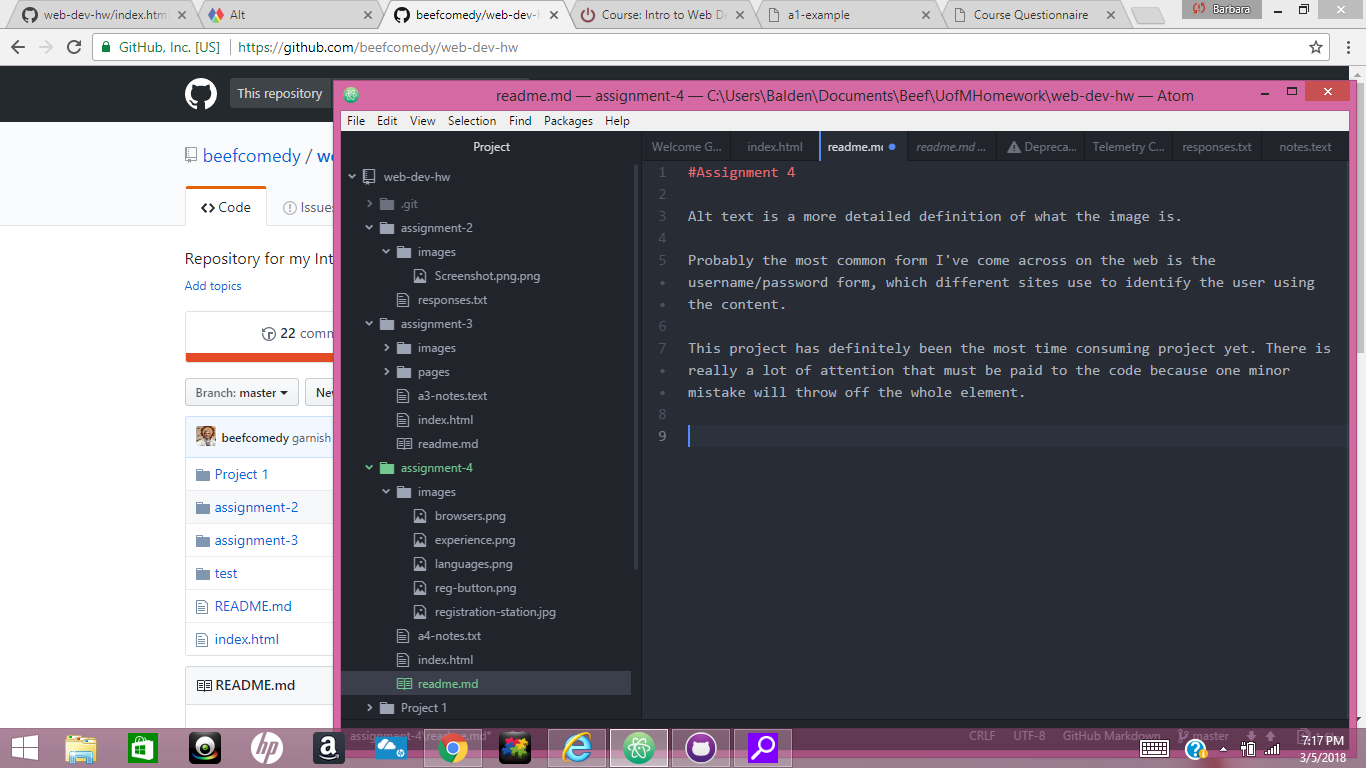 web-dev-hw/index.htm
Alt
beefcomedy/web-dev-h
Course: Intro to Web D
a1-example
Course Questionnaire
Barbara
GitHub, Inc. [US]
https://github.com/beefcomedy/web-dev-hw
This repository
beefcomedy / we
Code
Issue
Repository for my Int
Add topics
22 comm
Branch: master
Nev
beefcomedy garnish
Project 1
assignment-2
assignment-3
test
README.md
index.html
README.md
readme.md — assignment-4 — C:\Users\Balden\Documents\Beef\UofMHomework\web-dev-hw — Atom
File Edit View Selection Find Packages Help
Project
web-dev-hw
.git
assignment-2
images
Screenshot.png.png
responses.txt
assignment-3
images
pages
a3-notes.text
index.html
readme.md
assignment-4
images
browsers.png
experience.png
languages.png
reg-button.png
registration-station.jpg
a4-notes.txt
index.html
readme.md
Project 1
Welcome G... index.html readme.m readme.md ... Depreca... Telemetry C... responses.txt notes.text
1 #Assignment 4
2
3 Alt text is a more detailed definition of what the image is.
4
5 Probably the most common form I've come across on the web is the
username/password form, which different sites use to identify the user using
the content.
6
7 This project has definitely been the most time consuming project yet. There is
really a lot of attention that must be paid to the code because one minor
mistake will throw off the whole element.
8
9
assignment-4\readme.md*
CRLF UTF-8 GitHub Markdown master
hp
a
7:17 PM
3/5/2018